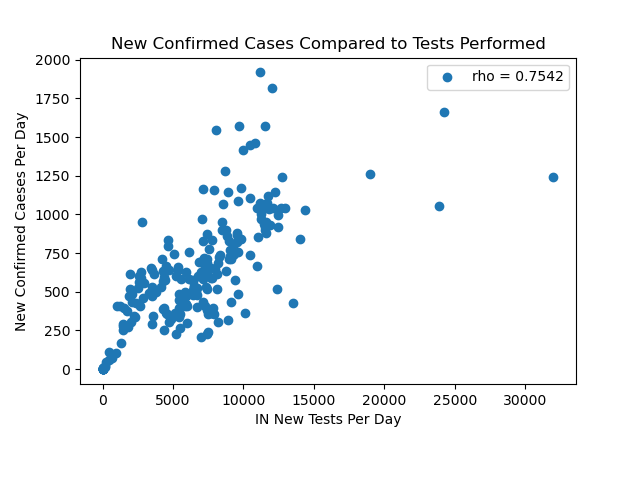 New Confirmed Cases Compared to Tests Performed
rho = 0.7542
2000
1750
1500
1250
1000
750
500
250
0
New Confirmed Caeses Per Day
0 5000 10000 15000 20000 25000 30000
IN New Tests Per Day